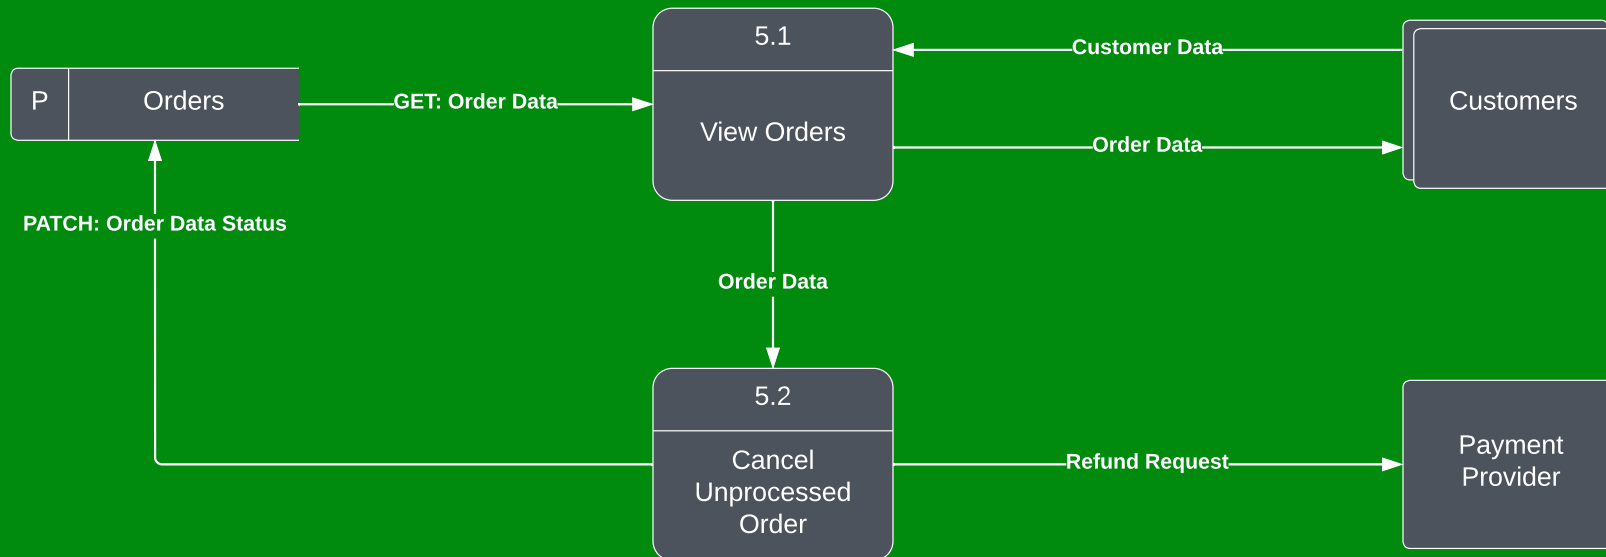 5.1
Customer Data
P
Orders
GET: Order Data
View Orders
Customers
Order Data
PATCH: Order Data Status
Order Data
5.2
Cancel
Unprocessed
Order
Refund Request
Payment
Provider